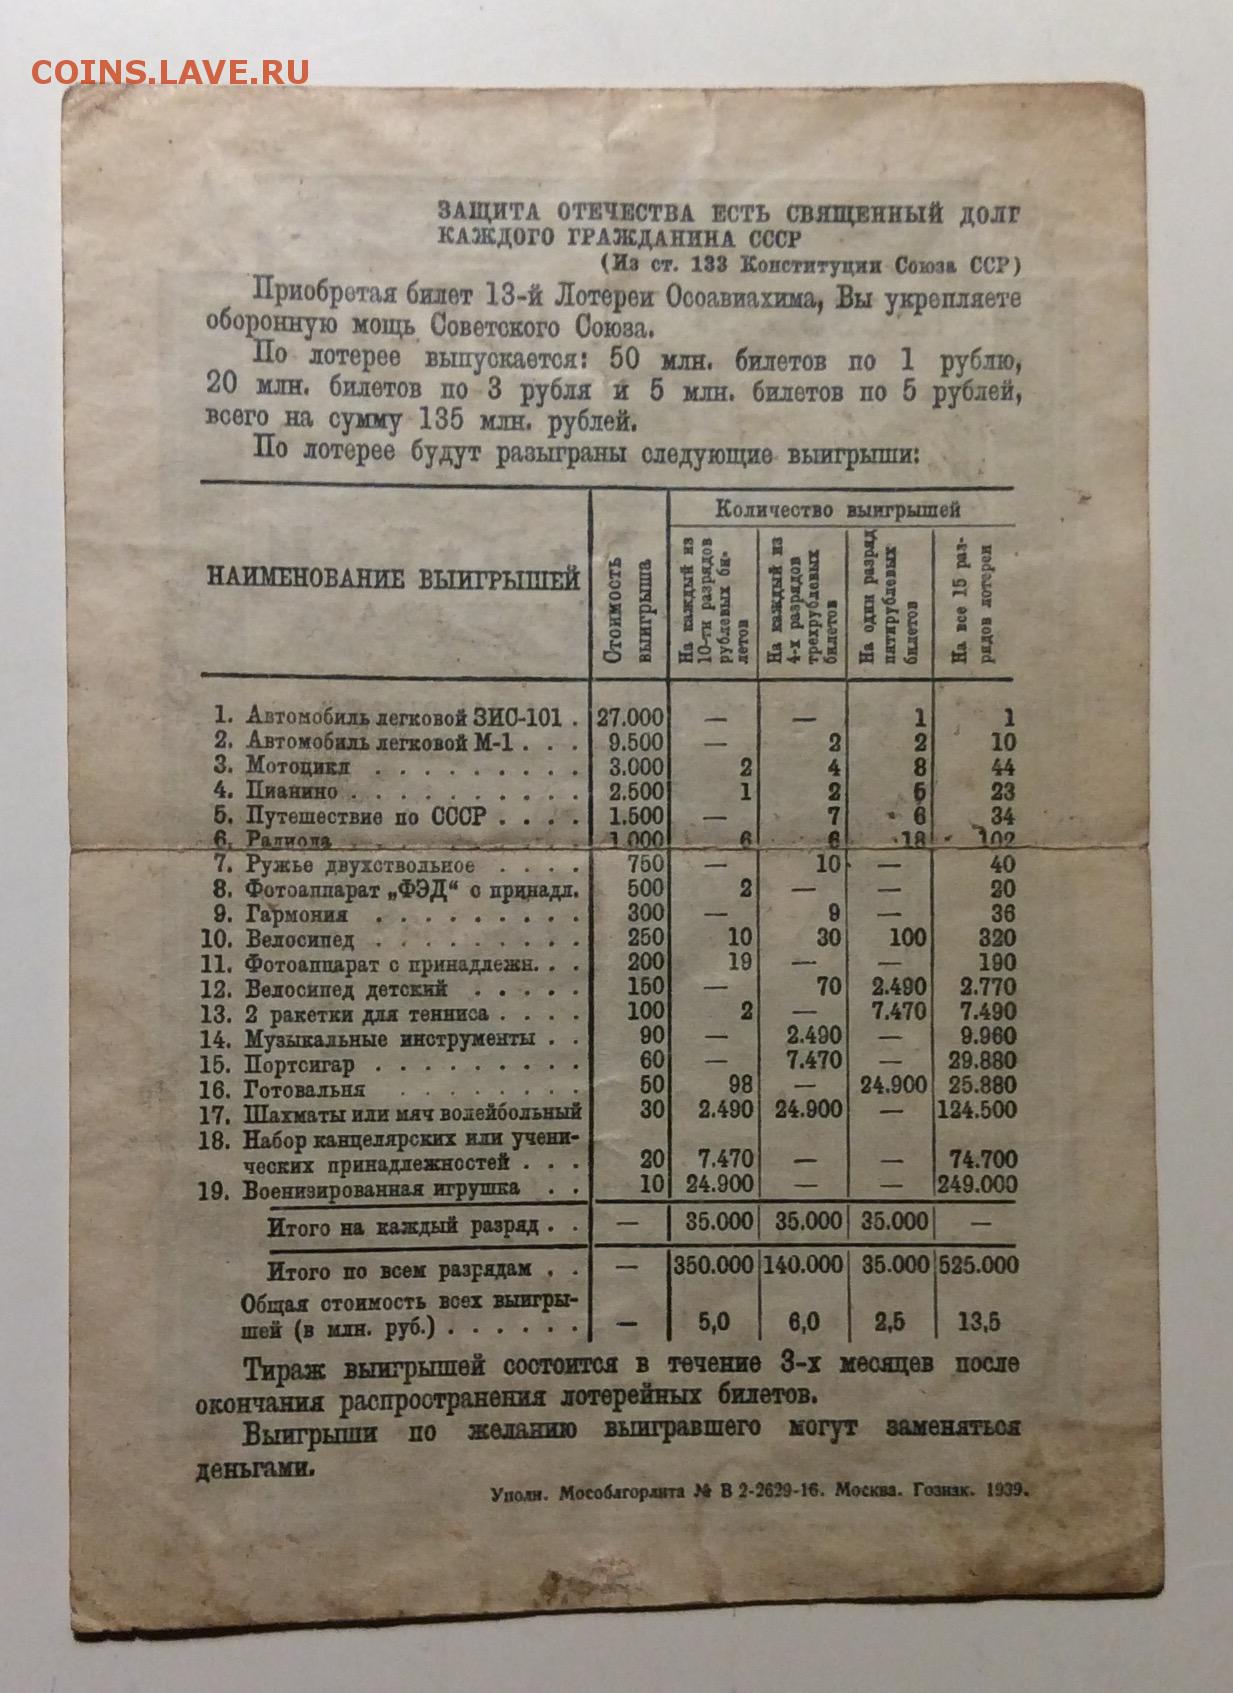 COINS.LAVE.RU
ЗАЩИТА ОТЕЧЕСТВА ЕСТЬ СВЯЩЕННЫЙ ДОЛГ
КАЖДОГО ГРАЖДАНИНА СССР
(Из ст. 133 Конституции Союза ССР)
Приобретая билет 13-й Лотереи Осоавиахима, Вы укрепляете
оборонную мощь Советского Союза.
По лотерее выпускается: 50 млн. билетов по 1 рублю,
20 млн. билетов по 3 рубля и 5 млн. билетов по 5 рублей,
всего на сумму 135 млн. рублей.
По лотерее будут разыграны следующие выигрыши:
НАИМЕНОВАНИЕ ВЫИГРЫШЕЙ
Стоимость
выигрыша
Количество выигрышей
На каждый из
10-ти разрядов
рублевых би-
летов
На каждый из
4-х разрядов
трехрублевых
билетов
На один разряд
пятирублевых
билетов
На все 15 раз-
рядов лотереи
1. Автомобиль легковой ЗИС-101 . 27.000 — — 1 1
2. Автомобиль легковой М-1 . . . 9.500 — 2 2 10
3. Мотоцикл . . . . . . . . . 3.000 2 4 8 44
4. Пианино . . . . . . . . . . 2.500 1 2 5 23
5. Путешествие по СССР . . . . 1.500 — 7 6 34
6. Радиола . . . . . . . . . . 1.000 6 6 18 102
7. Ружье двухствольное . . . . 750 — 10 — 40
8. Фотоаппарат „ФЭД“ с принадл. 500 2 — — 20
9. Гармония . . . . . . . . . 300 — 9 — 36
10. Велосипед . . . . . . . . . 250 10 30 100 320
11. Фотоаппарат с принадлежн. . . 200 19 — — 190
12. Велосипед детский . . . . . 150 — 70 2.490 2.770
13. 2 ракетки для тенниса . . . . 100 2 — 7.470 7.490
14. Музыкальные инструменты . . 90 — 2.490 — 9.960
15. Портсигар . . . . . . . . . 60 — 7.470 — 29.880
16. Готовальня . . . . . . . . 50 98 — 24.900 25.880
17. Шахматы или мяч волейбольный 30 2.490 24.900 — 124.500
18. Набор канцелярских или учени-
ческих принадлежностей . . . 20 7.470 — — 74.700
19. Военизированная игрушка . . 10 24.900 — — 249.000
Итого на каждый разряд . . — 35.000 35.000 35.000 —
Итого по всем разрядам . . — 350.000 140.000 35.000 525.000
Общая стоимость всех выигры-
шей (в млн. руб.) . . . . . . — 5,0 6,0 2,5 13,5
Тираж выигрышей состоится в течение 3-х месяцев после
окончания распространения лотерейных билетов.
Выигрыши по желанию выигравшего могут заменяться
деньгами.
Уполн. Мособлгорлита № В 2-2629-16. Москва. Гознак. 1939.